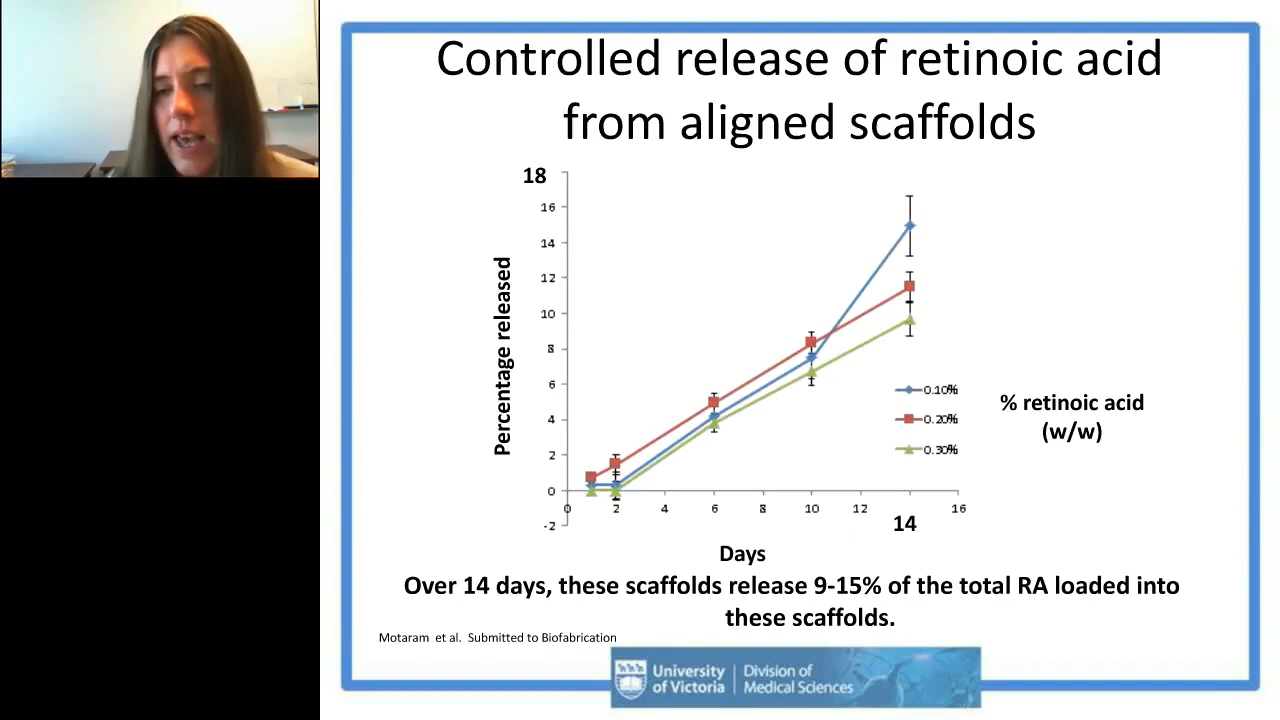 Controlled release of retinoic acid
from aligned scaffolds
18
16
14
12
10
8
6
4
2
0
-2
Percentage released
0 2 4 6 8 10 12 14 16
Days
0.10%
0.20%
0.30%
% retinoic acid
(w/w)
Over 14 days, these scaffolds release 9-15% of the total RA loaded into
these scaffolds.
Motaram et al. Submitted to Biofabrication
University
of Victoria
Division of
Medical Sciences